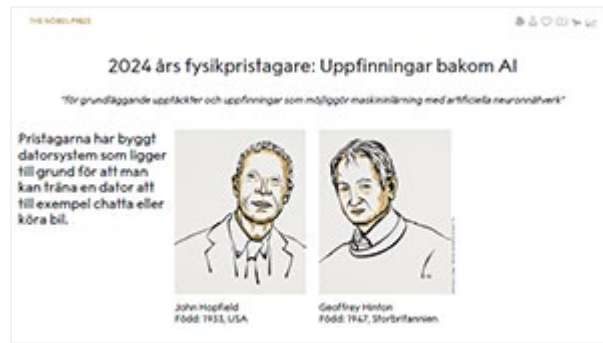 THE NOBEL PRIZE
2024 års fysikpristagare: Uppfinningar bakom AI
"för grundläggande upptäckter och uppfinningar som möjliggör maskininlärning med artificiella neuronnätverk"
Pristagarna har byggt
datorsystem som ligger
till grund för att man
kan träna en dator att
till exempel chatta eller
köra bil.
John Hopfield
Född: 1933, USA
Geoffrey Hinton
Född: 1947, Storbritannien